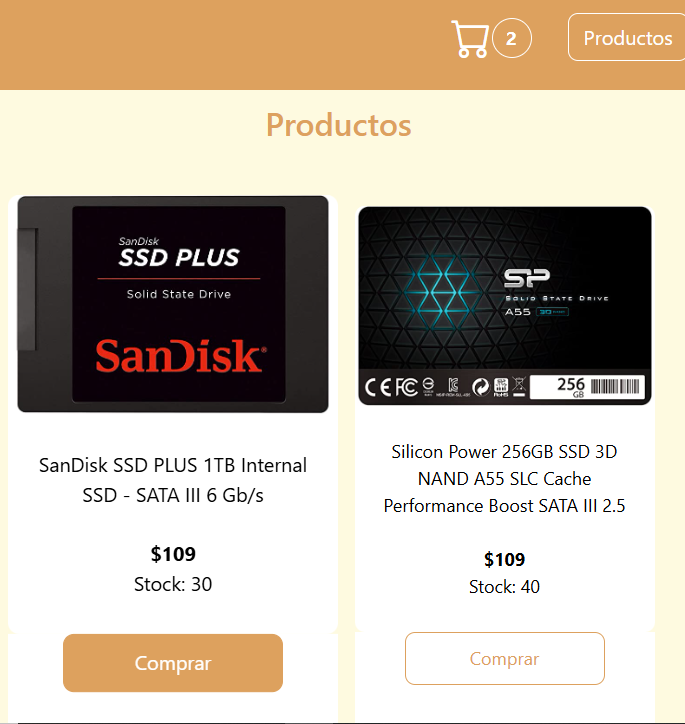 2
Productos
Productos
SanDisk
SSD PLUS
Solid State Drive
SanDisk®
SP
SOLID STATE DRIVE
A55
256
GB
RoHS
SanDisk SSD PLUS 1TB Internal
SSD - SATA III 6 Gb/s
$109
Stock: 30
Comprar
Silicon Power 256GB SSD 3D
NAND A55 SLC Cache
Performance Boost SATA III 2.5
$109
Stock: 40
Comprar